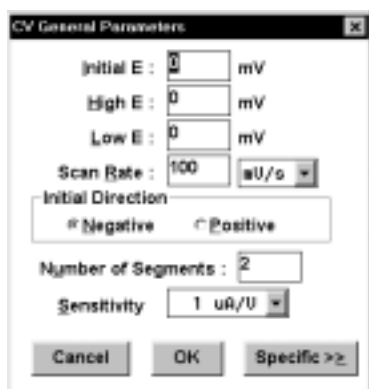 CV General Parameters
Initial E : 0 mV
High E : 0 mV
Low E : 0 mV
Scan Rate : 100 mV/s
Initial Direction
Negative Positive
Number of Segments : 2
Sensitivity 1 uA/V
Cancel OK Specific >>